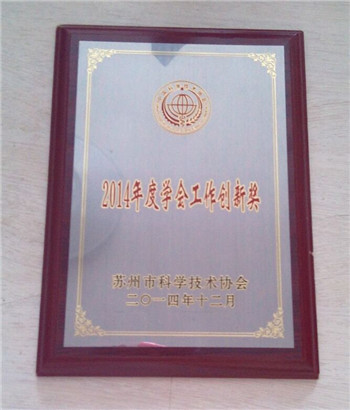 2014年度学会工作创新奖
苏州市科学技术协会
二〇一四年十二月